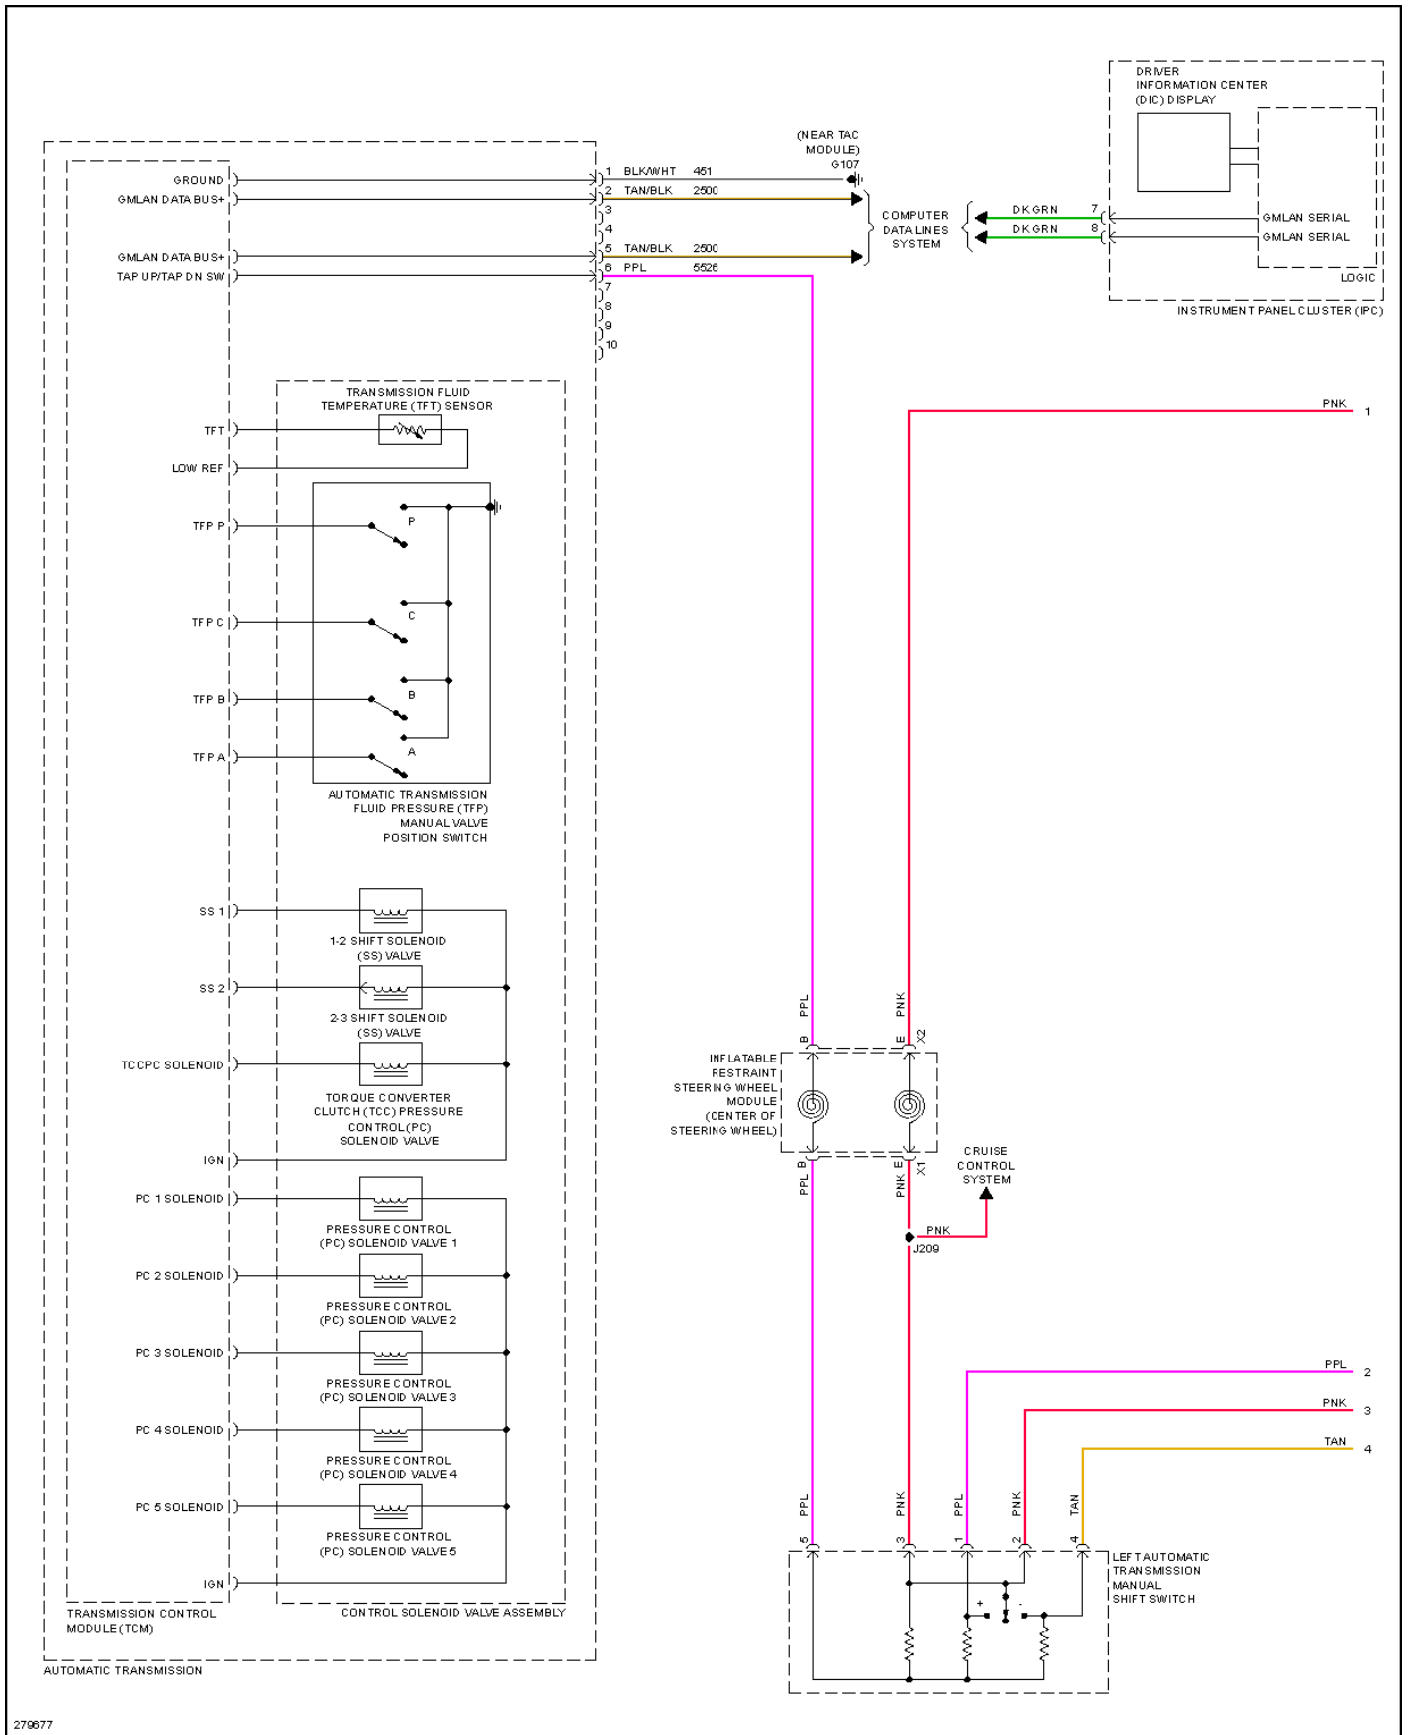 DRIVER
INFORMATION CENTER
(DIC) DISPLAY
LOGIC
GMLAN SERIAL
GMLAN SERIAL
INSTRUMENT PANEL CLUSTER (IPC)
7
8
DK GRN
DK GRN
COMPUTER
DATA LINES
SYSTEM
(NEAR TAC
MODULE)
G107
GROUND
1 BLK/WHT 451
GMLAN DATA BUS+
2 TAN/BLK 2500
3
4
GMLAN DATA BUS+
5 TAN/BLK 2500
TAP UP/TAP DN SW
6 PPL 5526
7
8
9
10
TRANSMISSION FLUID
TEMPERATURE (TFT) SENSOR
TFT
LOW REF
TFP P
P
TFP C
C
TFP B
B
TFP A
A
AUTOMATIC TRANSMISSION
FLUID PRESSURE (TFP)
MANUAL VALVE
POSITION SWITCH
SS 1
1-2 SHIFT SOLENOID
(SS) VALVE
SS 2
2-3 SHIFT SOLENOID
(SS) VALVE
TCCPC SOLENOID
TORQUE CONVERTER
CLUTCH (TCC) PRESSURE
CONTROL (PC)
SOLENOID VALVE
IGN
PC 1 SOLENOID
PRESSURE CONTROL
(PC) SOLENOID VALVE 1
PC 2 SOLENOID
PRESSURE CONTROL
(PC) SOLENOID VALVE 2
PC 3 SOLENOID
PRESSURE CONTROL
(PC) SOLENOID VALVE 3
PC 4 SOLENOID
PRESSURE CONTROL
(PC) SOLENOID VALVE 4
PC 5 SOLENOID
PRESSURE CONTROL
(PC) SOLENOID VALVE 5
IGN
TRANSMISSION CONTROL
MODULE (TCM)
CONTROL SOLENOID VALVE ASSEMBLY
AUTOMATIC TRANSMISSION
PNK 1
PPL
B
PNK
E
X2
INFLATABLE
RESTRAINT
STEERING WHEEL
MODULE
(CENTER OF
STEERING WHEEL)
PPL B
PNK E
X1
CRUISE
CONTROL
SYSTEM
PNK
J209
PPL 2
PNK 3
TAN 4
PPL
5
PNK
3
PPL
1
PNK
2
TAN
4
+
-
LEFT AUTOMATIC
TRANSMISSION
MANUAL
SHIFT SWITCH
279677